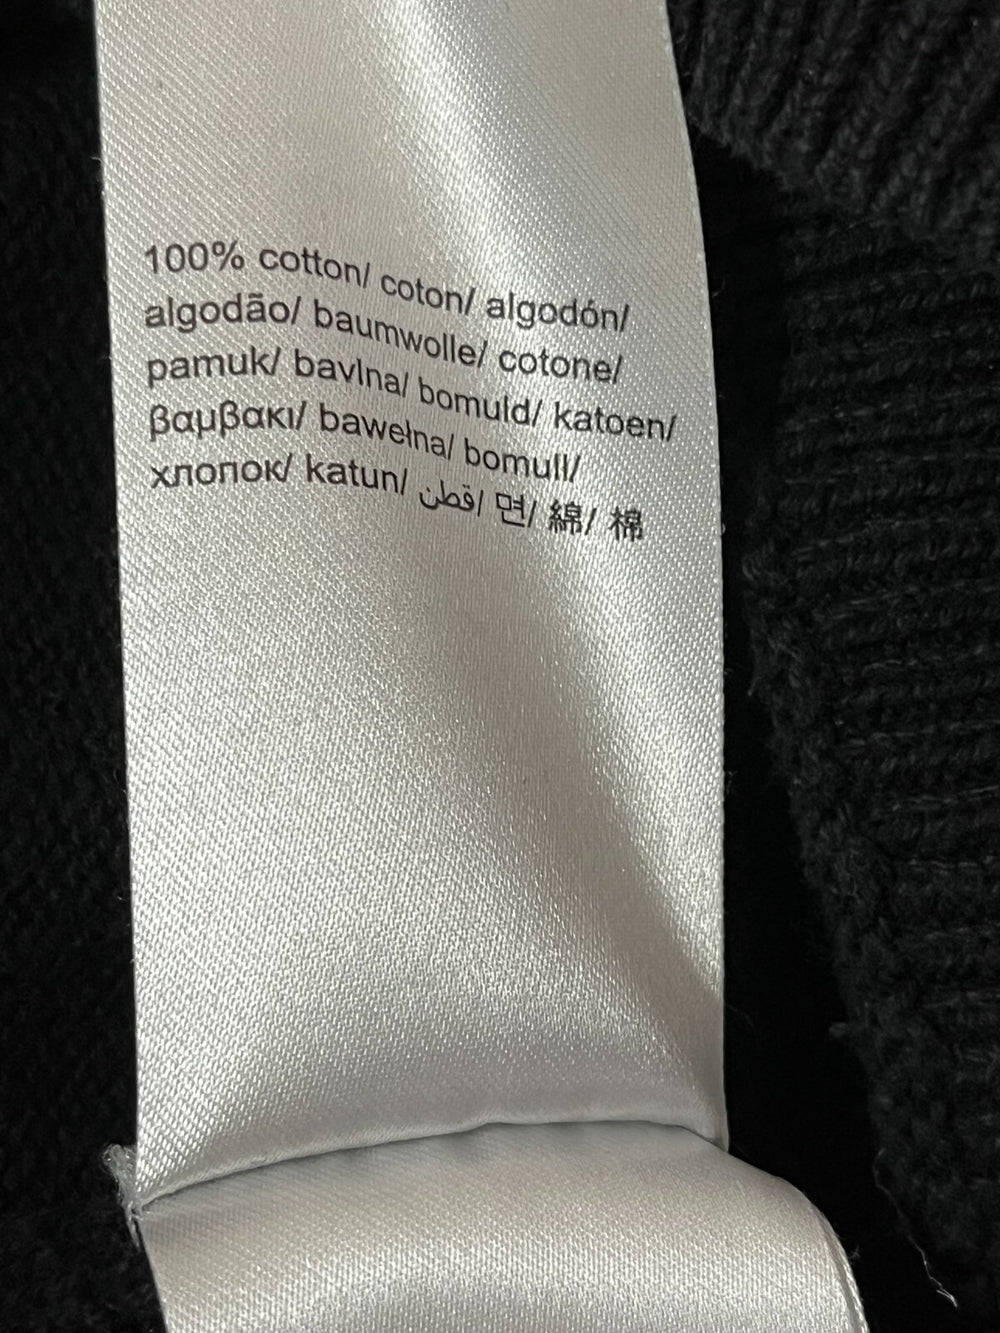 100% cotton/ coton/ algodón/
algodão/ baumwolle/ cotone/
pamuk/ bavlna/ bomuld/ katoen/
βαμβακι/ bawełna/ bomull/
хлопок/ katun/ قطن/ 면/ 綿/ 棉